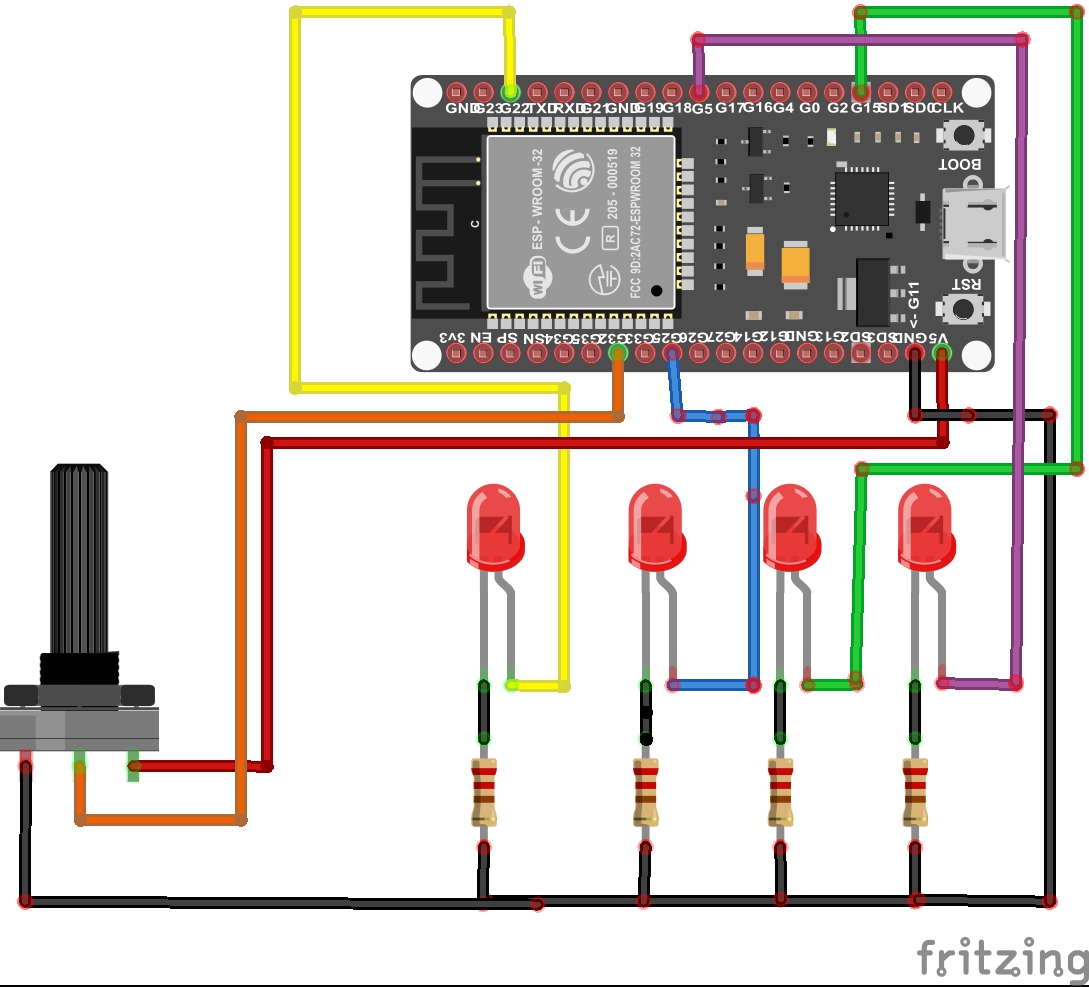 GND G23 G22 TXD RXD G21 GND G19 G18 G5 G17 G16 G4 G0 G2 G15 SD1 SD0 CLK
BOOT
ESP - WROOM -32
205 - 000519
FCC 9D:2AC72-ESPWROOM 32
CE
R
WiFi
C
RST
<- G11
3V3 EN SP SN G34 G35 G32 G33 G25 G26 G27 G14 G12 GND G13 SD2 SD3 GND V5
fritzing